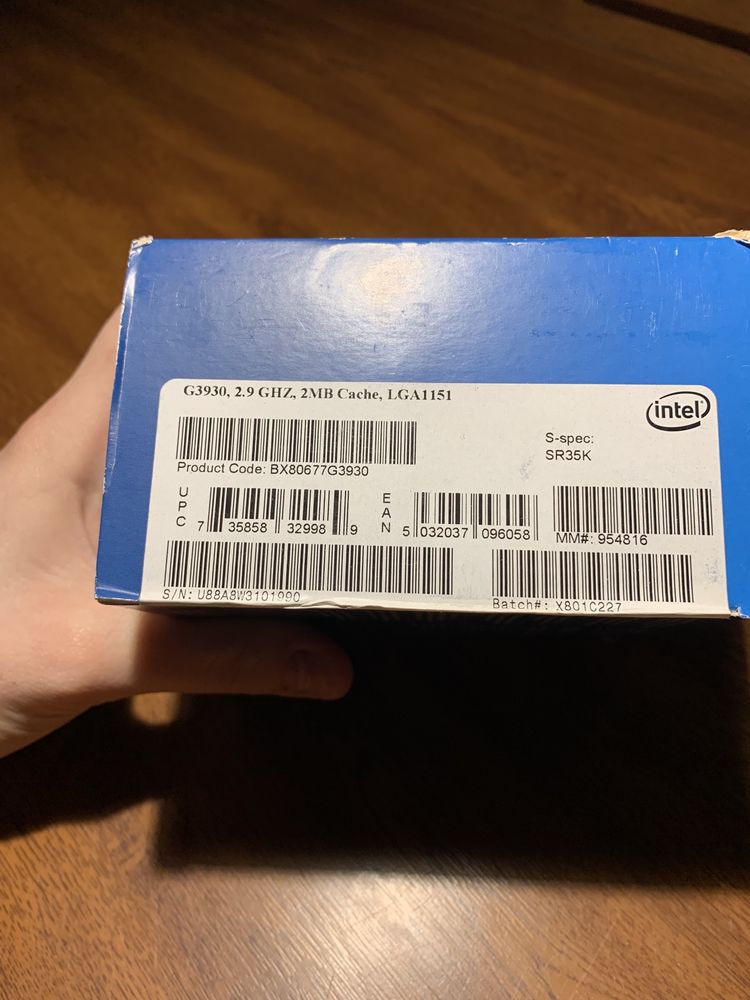 G3930, 2.9 GHZ, 2MB Cache, LGA1151
intel
S-spec:
SR35K
Product Code: BX80677G3930
UPC 7 35858 32998 9
EAN 5 032037 096058
MM#: 954816
S/N: U88A8W3101990
Batch#: X801C227